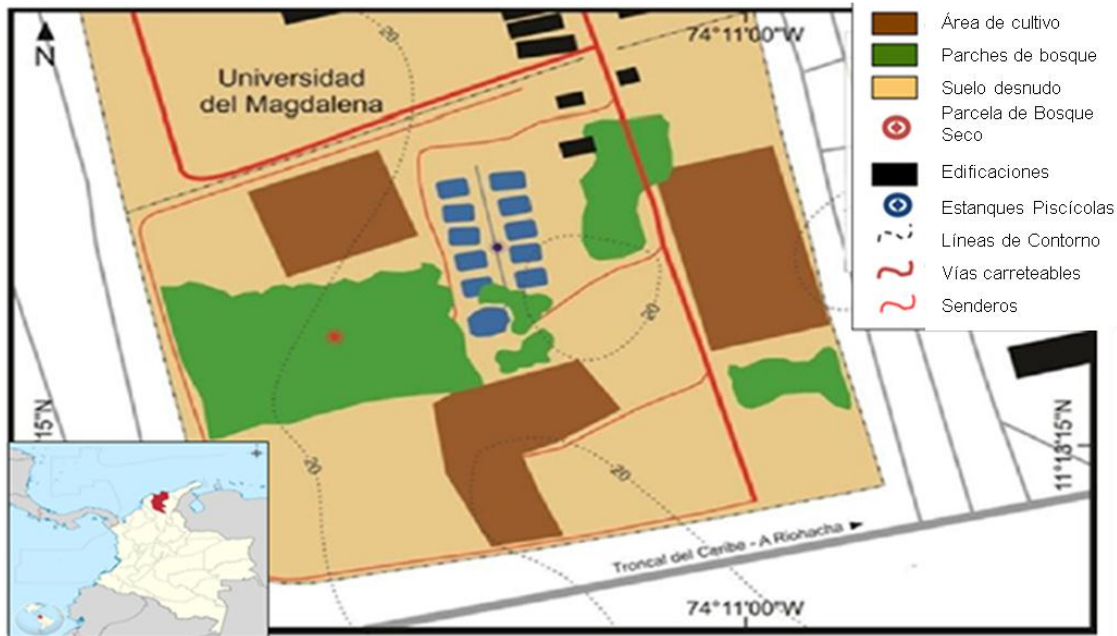 N
20
74°11'00"W
Universidad
del Magdalena
20
20
20
15"N
11°13'15"N
Troncal del Caribe - A Riohacha
74°11'00"W
Área de cultivo
Parches de bosque
Suelo desnudo
Parcela de Bosque
Seco
Edificaciones
Estanques Piscícolas
Líneas de Contorno
Vías carreteables
Senderos